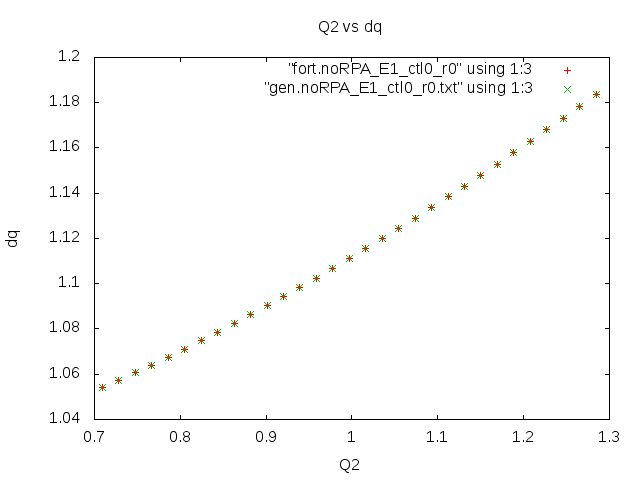 Q2 vs dq
"fort.noRPA_E1_ctl0_r0" using 1:3
"gen.noRPA_E1_ctl0_r0.txt" using 1:3
1.2
1.18
1.16
1.14
1.12
1.1
1.08
1.06
1.04
dq
0.7 0.8 0.9 1 1.1 1.2 1.3
Q2